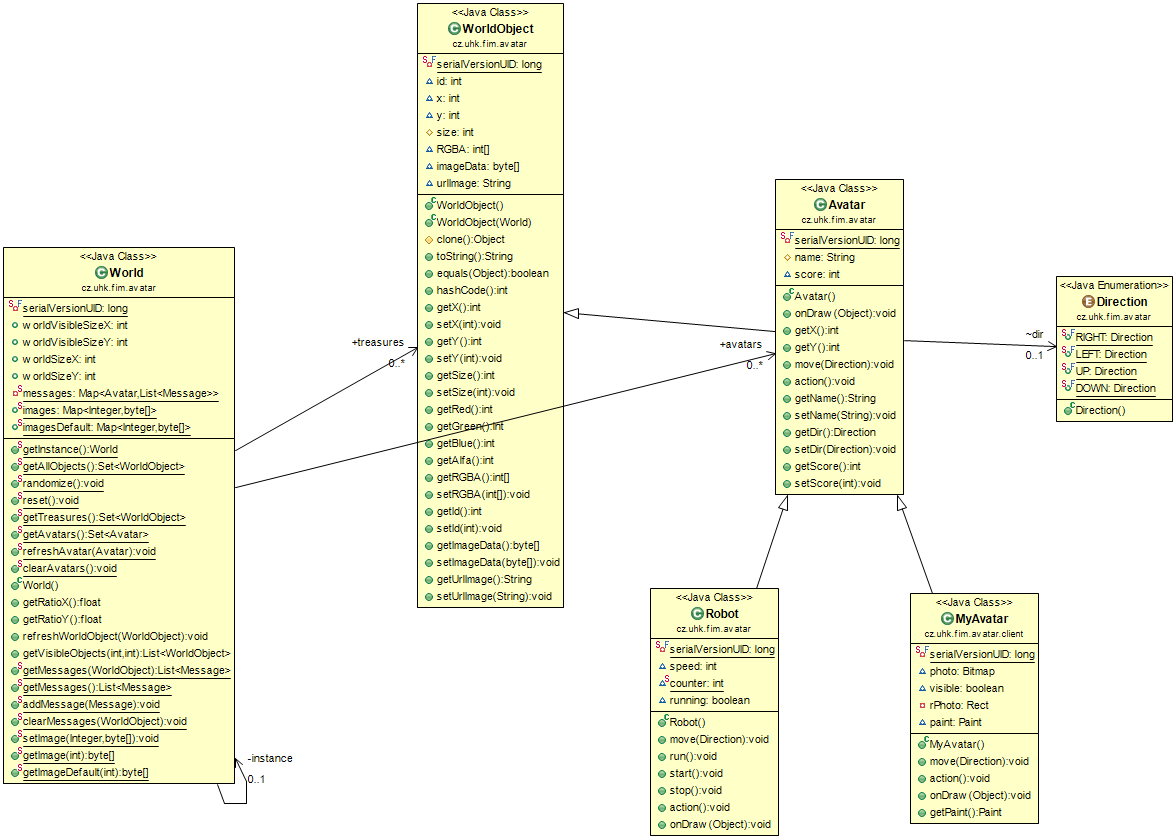 <<Java Class>>
WorldObject
cz.uhk.fim.avatar
serialVersionUID: long
id: int
x: int
y: int
size: int
RGBA: int[]
imageData: byte[]
urlImage: String
WorldObject()
WorldObject(World)
clone():Object
toString():String
equals(Object):boolean
hashCode():int
getX():int
setX(int):void
getY():int
setY(int):void
getSize():int
setSize(int):void
getRed():int
getGreen():int
getBlue():int
getAlfa():int
getRGBA():int[]
setRGBA(int[]):void
getId():int
setId(int):void
getImageData():byte[]
setImageData(byte[]):void
getUrlImage():String
setUrlImage(String):void
<<Java Class>>
World
cz.uhk.fim.avatar
serialVersionUID: long
worldVisibleSizeX: int
worldVisibleSizeY: int
worldSizeX: int
worldSizeY: int
messages: Map<Avatar,List<Message>>
images: Map<Integer,byte[]>
imagesDefault: Map<Integer,byte[]>
getInstance():World
getAllObjects():Set<WorldObject>
randomize():void
reset():void
getTreasures():Set<WorldObject>
getAvatars():Set<Avatar>
refreshAvatar(Avatar):void
clearAvatars():void
World()
getRatioX():float
getRatioY():float
refreshWorldObject(WorldObject):void
getVisibleObjects(int,int):List<WorldObject>
getMessages(WorldObject):List<Message>
getMessages():List<Message>
addMessage(Message):void
clearMessages(WorldObject):void
setImage(Integer,byte[]):void
getImage(int):byte[]
getImageDefault(int):byte[]
-instance
0..1
+treasures
0..*
+avatars
0..*
<<Java Class>>
Avatar
cz.uhk.fim.avatar
serialVersionUID: long
name: String
score: int
Avatar()
onDraw(Object):void
getX():int
getY():int
move(Direction):void
action():void
getName():String
setName(String):void
getDir():Direction
setDir(Direction):void
getScore():int
setScore(int):void
~dir
0..1
<<Java Enumeration>>
Direction
cz.uhk.fim.avatar
RIGHT: Direction
LEFT: Direction
UP: Direction
DOWN: Direction
Direction()
<<Java Class>>
Robot
cz.uhk.fim.avatar
serialVersionUID: long
speed: int
counter: int
running: boolean
Robot()
move(Direction):void
run():void
start():void
stop():void
action():void
onDraw(Object):void
<<Java Class>>
MyAvatar
cz.uhk.fim.avatar.client
serialVersionUID: long
photo: Bitmap
visible: boolean
rPhoto: Rect
paint: Paint
MyAvatar()
move(Direction):void
action():void
onDraw(Object):void
getPaint():Paint